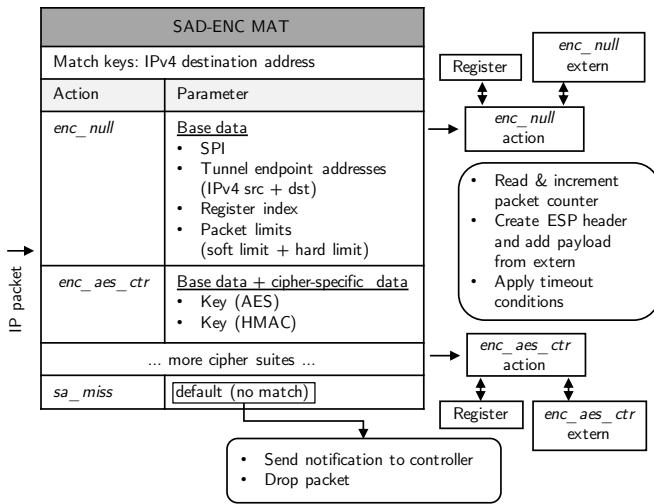 SAD-ENC MAT
Match keys: IPv4 destination address
Action
Parameter
enc_null
Base data
• SPI
• Tunnel endpoint addresses
(IPv4 src + dst)
• Register index
• Packet limits
(soft limit + hard limit)
enc_aes_ctr
Base data + cipher-specific data
• Key (AES)
• Key (HMAC)
... more cipher suites ...
sa_miss
default (no match)
IP packet
Register
enc_null
extern
enc_null
action
• Read & increment
packet counter
• Create ESP header
and add payload
from extern
• Apply timeout
conditions
enc_aes_ctr
action
Register
enc_aes_ctr
extern
• Send notification to controller
• Drop packet